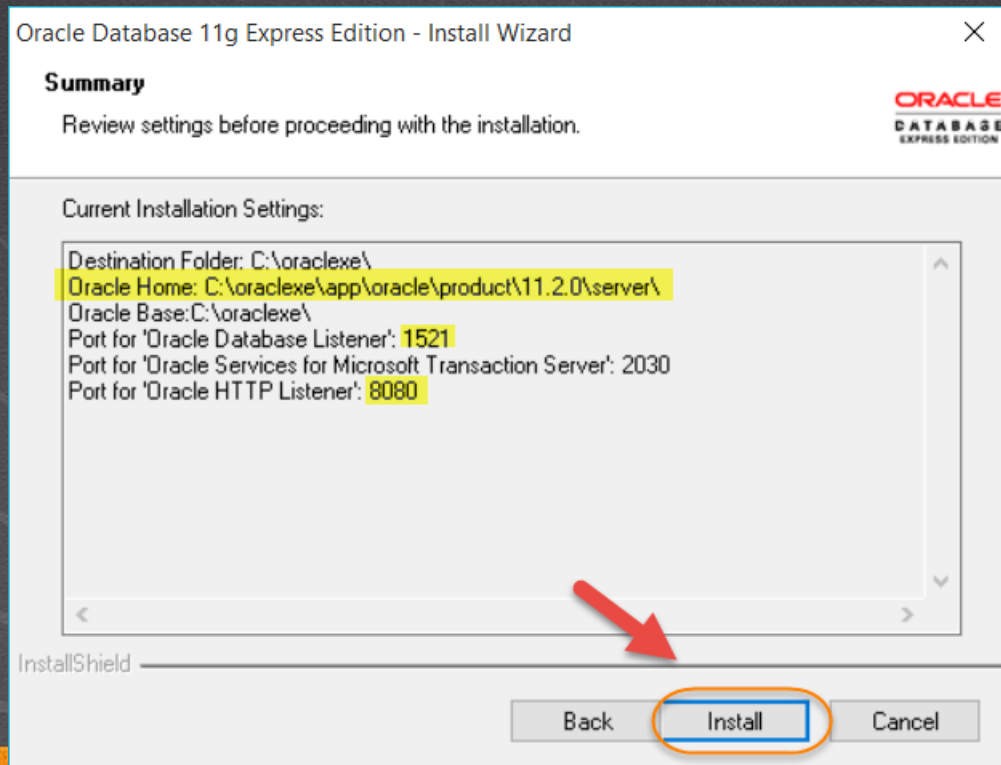 Oracle Database 11g Express Edition - Install Wizard
Summary
Review settings before proceeding with the installation.
ORACLE
DATABASE
EXPRESS EDITION
Current Installation Settings:
Destination Folder: C:\oraclexe\
Oracle Home: C:\oraclexe\app\oracle\product\11.2.0\server\
Oracle Base:C:\oraclexe\
Port for 'Oracle Database Listener': 1521
Port for 'Oracle Services for Microsoft Transaction Server': 2030
Port for 'Oracle HTTP Listener': 8080
InstallShield
Back Install Cancel